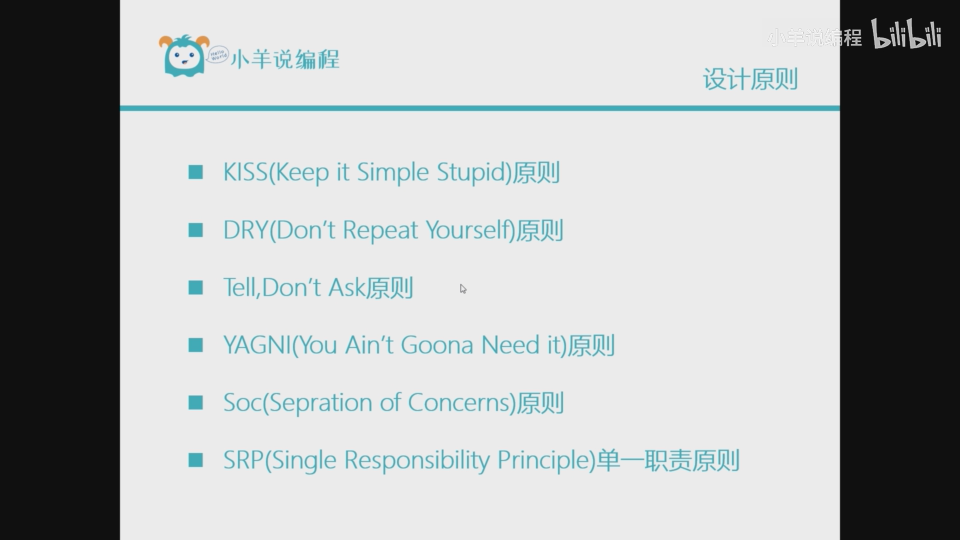 小羊说编程
小羊说编程 bilibili
设计原则
KISS(Keep it Simple Stupid)原则
DRY(Don't Repeat Yourself)原则
Tell,Don't Ask原则
YAGNI(You Ain't Goona Need it)原则
Soc(Sepration of Concerns)原则
SRP(Single Responsibility Principle)单一职责原则